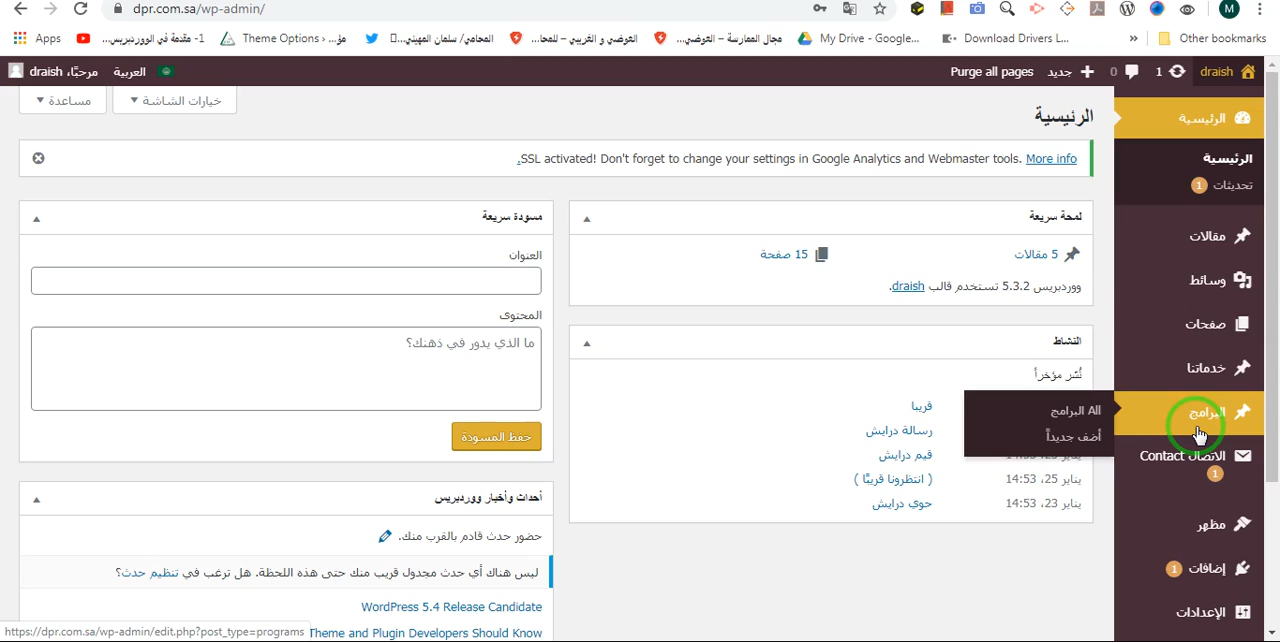 dpr.com.sa/wp-admin/
Apps
1- مقدمة في الووردبريس...
Theme Options › ...مؤ
المحامي/ سلمان المهيني...
العوضي و القريبي – للمحا...
مجال الممارسة – العوضي...
My Drive - Google...
Download Drivers L...
»
Other bookmarks
M
draish
1
0
جديد
Purge all pages
العربية
مرحبًا، draish
خيارات الشاشة
مساعدة
الرئيسية
SSL activated! Don't forget to change your settings in Google Analytics and Webmaster tools. More info.
لمحة سريعة
5 مقالات
15 صفحة
ووردبريس 5.3.2 تستخدم قالب draish.
النشاط
نُشر مؤخراً
قريبا
رسالة درايش
قيم درايش
يناير 25، 14:53
( انتظرونا قريبًا )
يناير 23، 14:53
حوي درايش
مسودة سريعة
العنوان
المحتوى
ما الذي يدور في ذهنك؟
حفظ المسودة
أحداث وأخبار ووردبريس
حضور حدث قادم بالقرب منك.
ليس هناك أي حدث مجدول قريب منك حتى هذه اللحظة. هل ترغب في تنظيم حدث؟
WordPress 5.4 Release Candidate
Theme and Plugin Developers Should Know
الرئيسية
الرئيسية
تحديثات 1
مقالات
وسائط
صفحات
خدماتنا
البرامج
All البرامج
أضف جديداً
الاتصال Contact
1
مظهر
إضافات 1
الإعدادات
https://dpr.com.sa/wp-admin/edit.php?post_type=programs